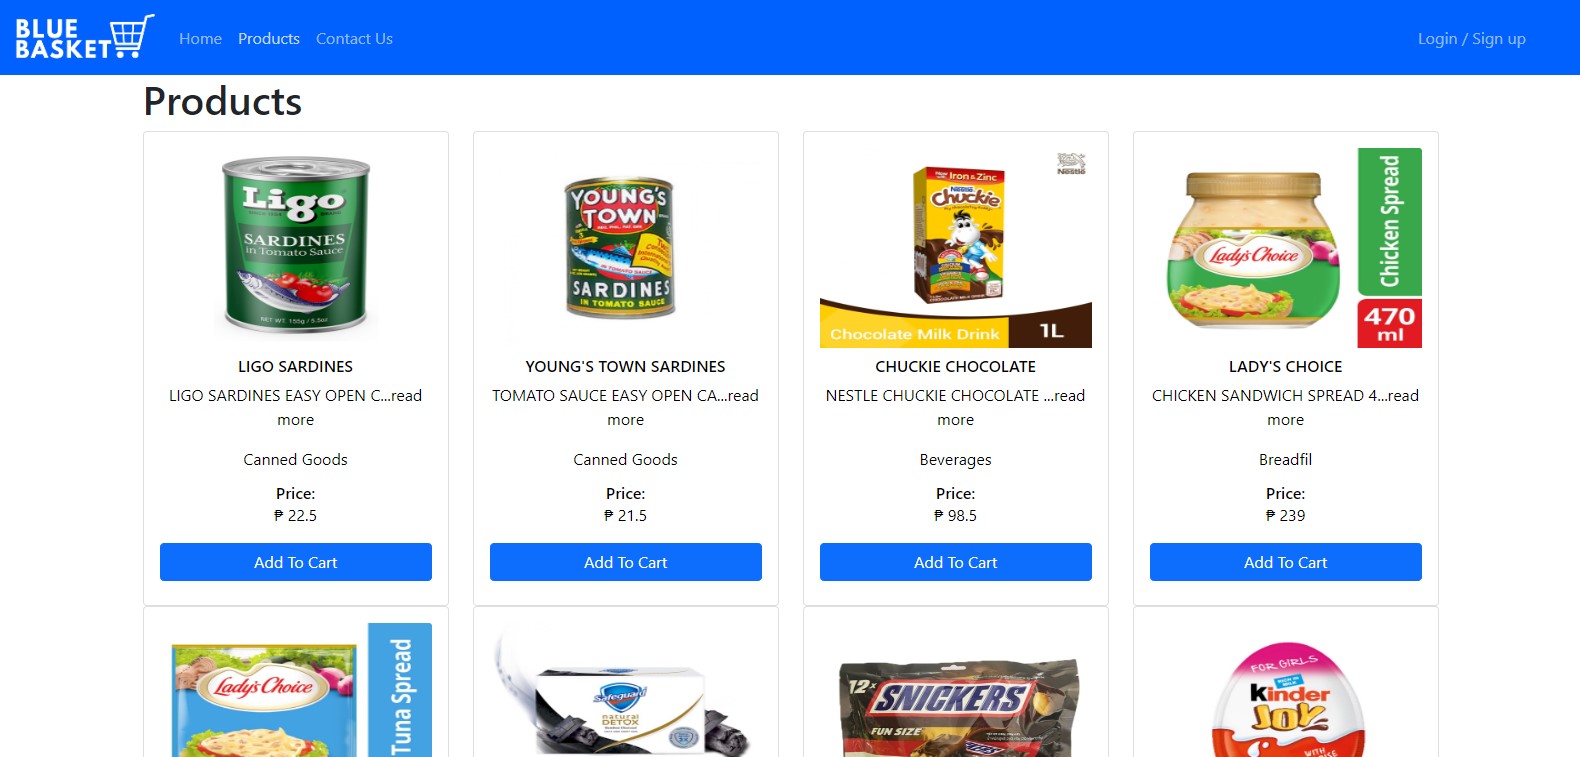 BLUE
BASKET
Home Products Contact Us
Login / Sign up
Products
Ligo
SARDINES
in Tomato Sauce
NET WT. 155g / 5.5oz
YOUNG'S
TOWN
SARDINES
IN TOMATO SAUCE
Nestlé
Iron & Zinc
Nestlé
Chuckie
Chocolate Milk Drink
1L
Lady's Choice
Chicken Spread
470
ml
LIGO SARDINES
LIGO SARDINES EASY OPEN C...read
more
Canned Goods
Price:
₱ 22.5
Add To Cart
YOUNG'S TOWN SARDINES
TOMATO SAUCE EASY OPEN CA...read
more
Canned Goods
Price:
₱ 21.5
Add To Cart
CHUCKIE CHOCOLATE
NESTLE CHUCKIE CHOCOLATE ...read
more
Beverages
Price:
₱ 98.5
Add To Cart
LADY'S CHOICE
CHICKEN SANDWICH SPREAD 4...read
more
Breadfil
Price:
₱ 239
Add To Cart
Lady's Choice
Tuna Spread
Safeguard
natural
DETOX
12x
SNICKERS
FUN SIZE
FOR GIRLS
kinder
JOY
WITH